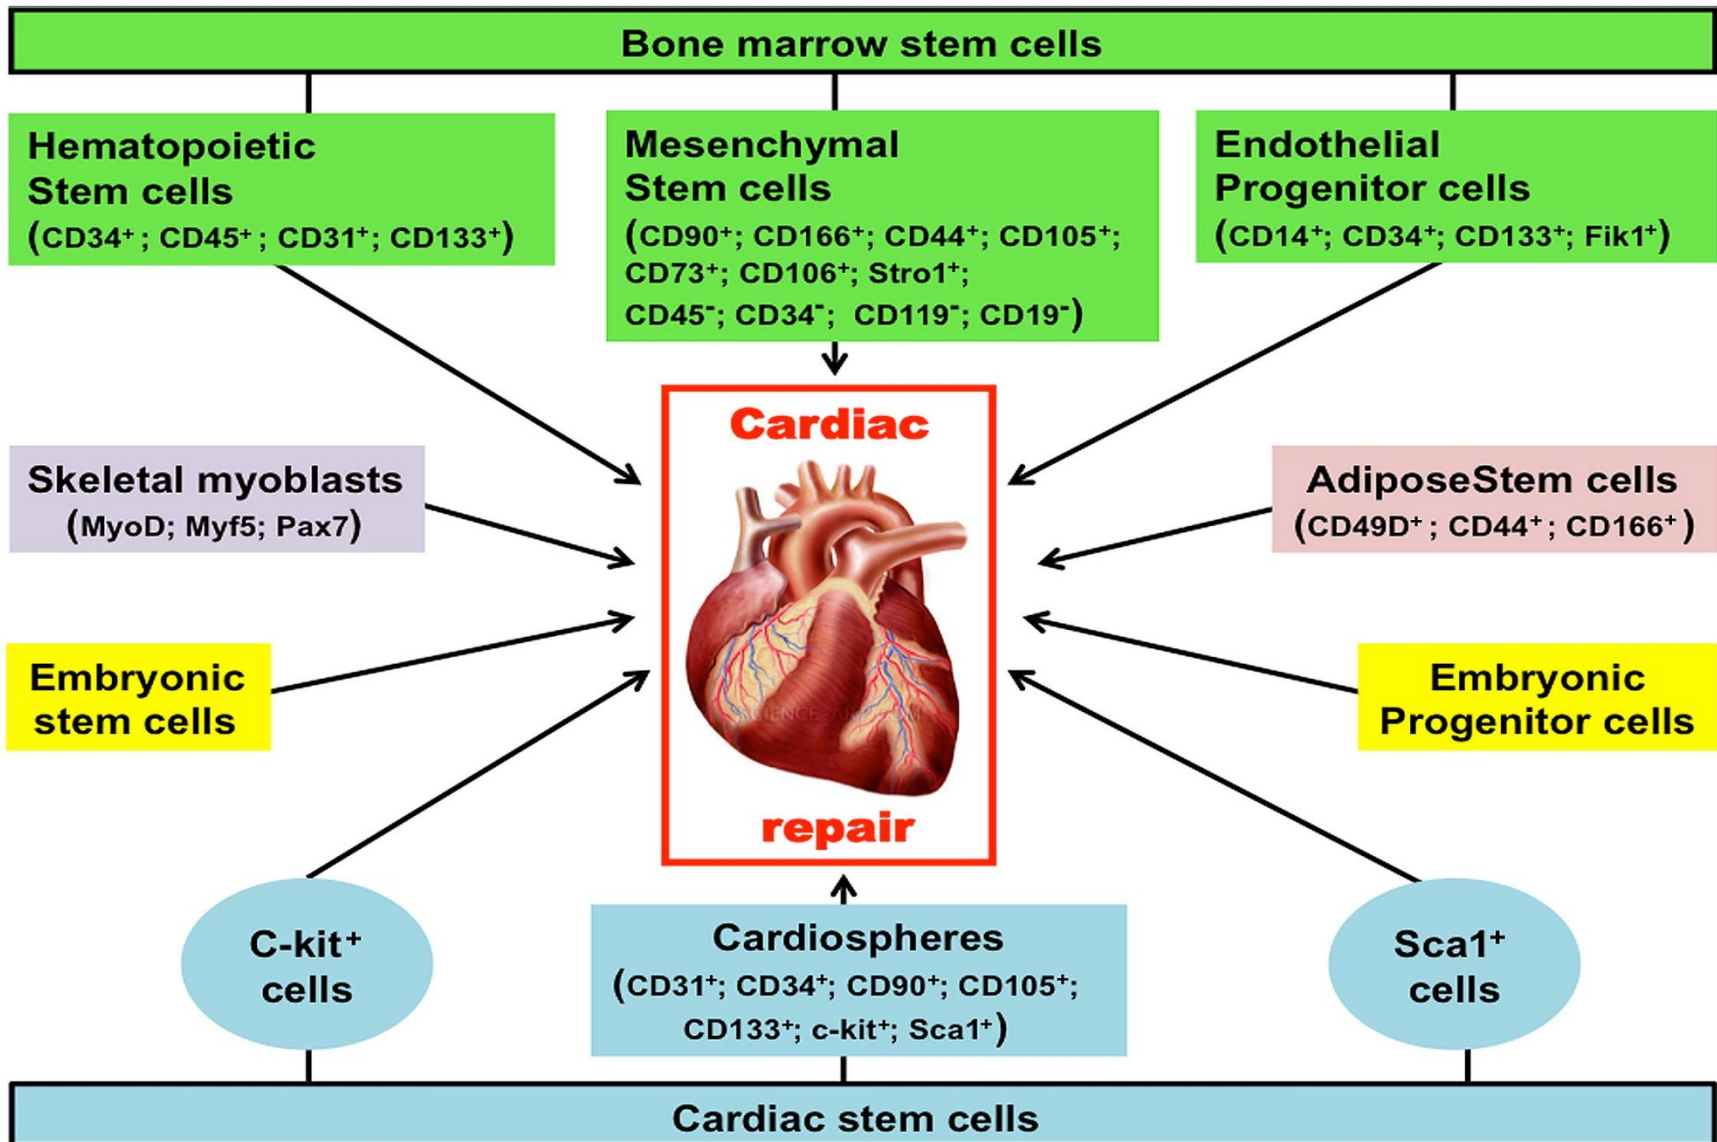 Bone marrow stem cells
Hematopoietic
Stem cells
(CD34⁺ ; CD45⁺ ; CD31⁺; CD133⁺)
Mesenchymal
Stem cells
(CD90⁺; CD166⁺; CD44⁺; CD105⁺;
CD73⁺; CD106⁺; Stro1⁺;
CD45⁻; CD34⁻; CD119⁻; CD19⁻)
Endothelial
Progenitor cells
(CD14⁺; CD34⁺; CD133⁺; Fik1⁺)
Cardiac
Skeletal myoblasts
(MyoD; Myf5; Pax7)
AdiposeStem cells
(CD49D⁺ ; CD44⁺ ; CD166⁺)
Embryonic
stem cells
Embryonic
Progenitor cells
repair
C-kit⁺
cells
Cardiospheres
(CD31⁺; CD34⁺; CD90⁺; CD105⁺;
CD133⁺; c-kit⁺; Sca1⁺)
Sca1⁺
cells
Cardiac stem cells